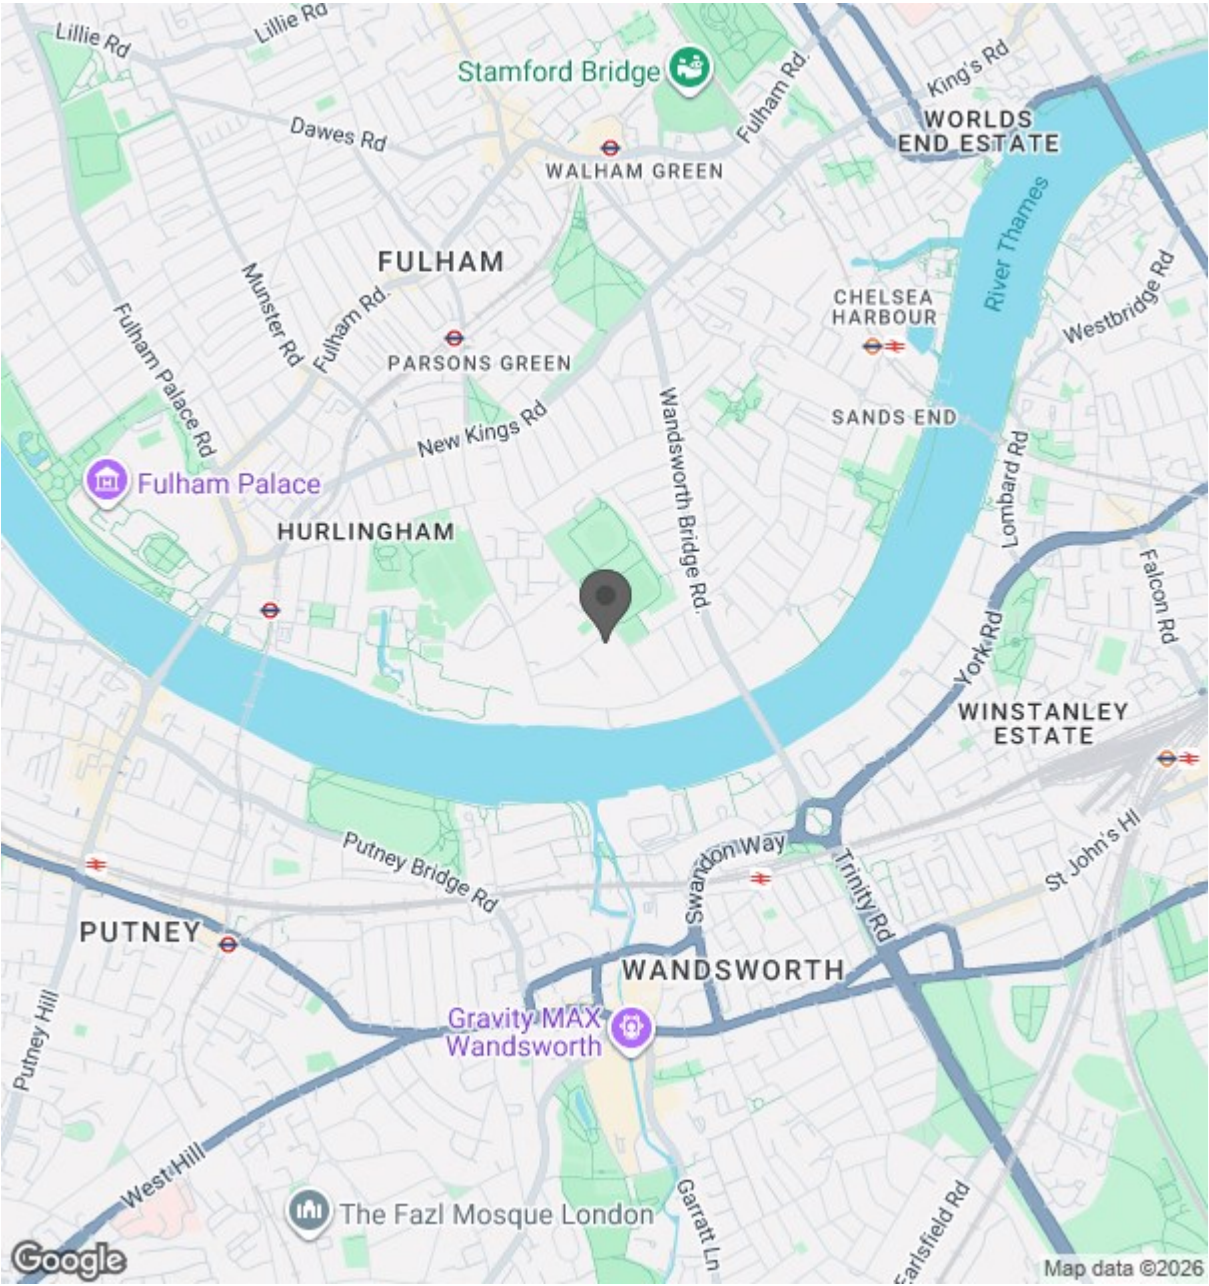 Lillie Rd
Lillie Rd
Stamford Bridge
Fulham Rd.
King's Rd
WORLDS
END ESTATE
Dawes Rd
WALHAM GREEN
River Thames
FULHAM
Munster Rd
Fulham Rd.
Westbridge Rd
CHELSEA
HARBOUR
Fulham Palace Rd
PARSONS GREEN
Wandsworth Bridge Rd.
New Kings Rd
SANDS END
Lombard Rd
Fulham Palace
HURLINGHAM
Falcon Rd
York Rd
WINSTANLEY
ESTATE
Putney Bridge Rd
Swandon Way
Trinity Rd
St John's Hl
PUTNEY
WANDSWORTH
Putney Hill
Gravity MAX
Wandsworth
West Hill
The Fazl Mosque London
Garratt Ln
Earlsfield Rd
Google
Map data ©2026